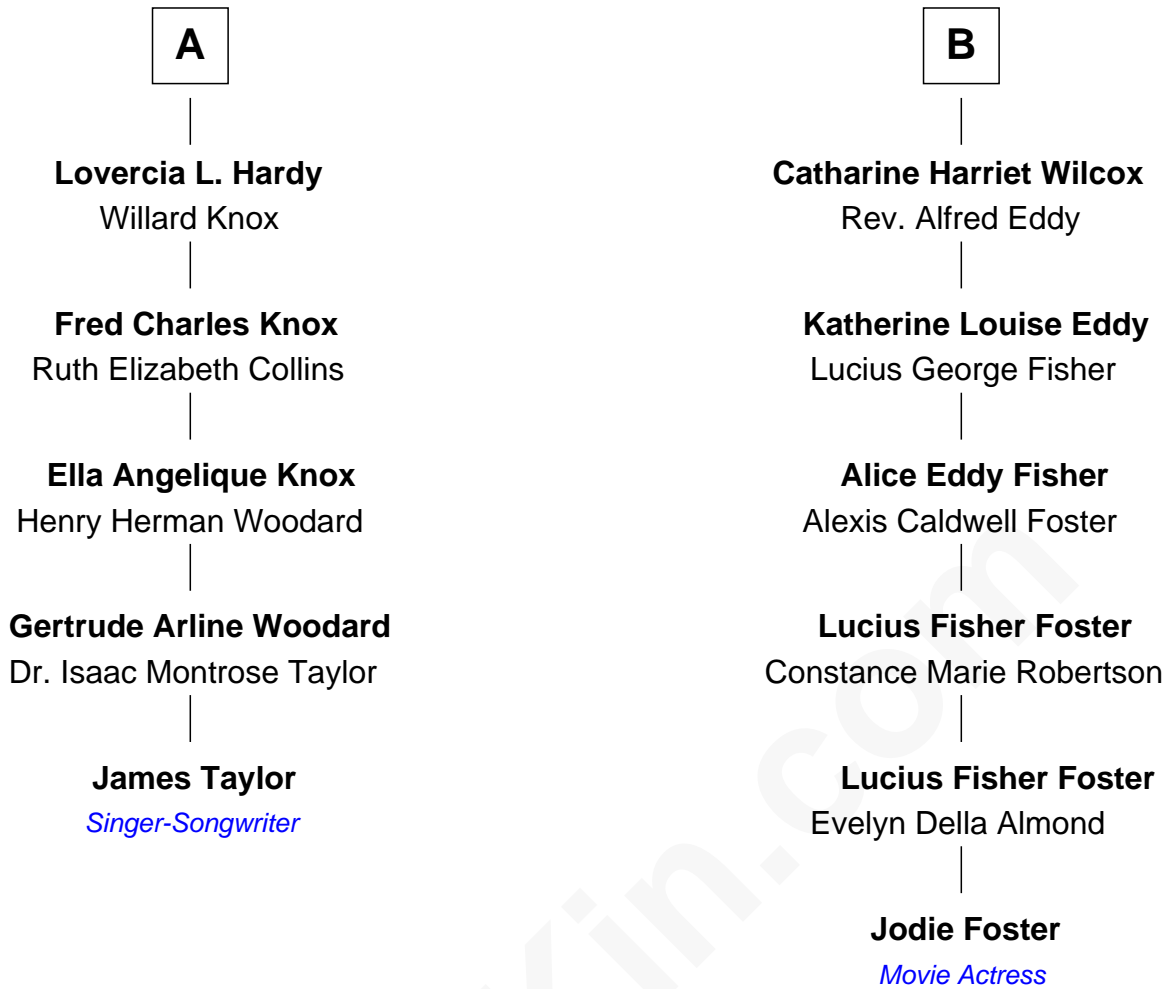 A
Lovercia L. Hardy
Willard Knox
Fred Charles Knox
Ruth Elizabeth Collins
Ella Angelique Knox
Henry Herman Woodard
Gertrude Arline Woodard
Dr. Isaac Montrose Taylor
James Taylor
Singer-Songwriter
B
Catharine Harriet Wilcox
Rev. Alfred Eddy
Katherine Louise Eddy
Lucius George Fisher
Alice Eddy Fisher
Alexis Caldwell Foster
Lucius Fisher Foster
Constance Marie Robertson
Lucius Fisher Foster
Evelyn Della Almond
Jodie Foster
Movie Actress
Kin.com